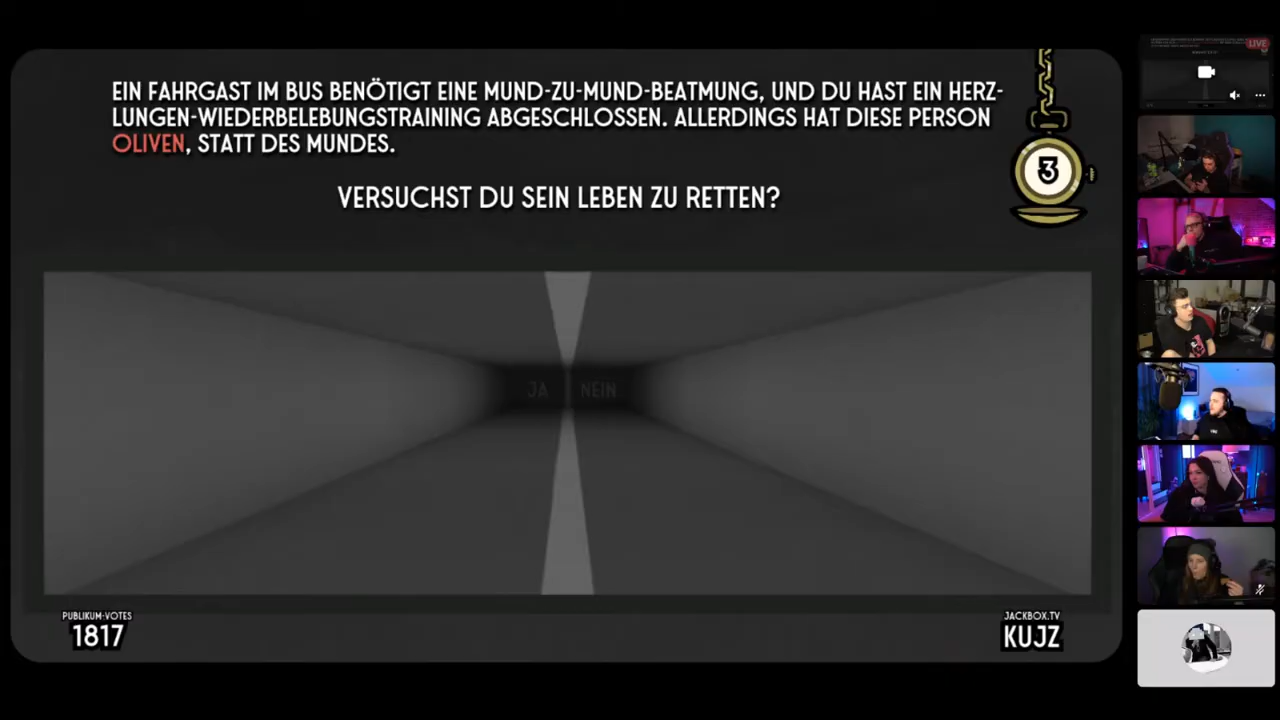 EIN FAHRGAST IM BUS BENÖTIGT EINE MUND-ZU-MUND-BEATMUNG, UND DU HAST EIN HERZ-
LUNGEN-WIEDERBELEBUNGSTRAINING ABGESCHLOSSEN. ALLERDINGS HAT DIESE PERSON
OLIVEN, STATT DES MUNDES.
VERSUCHST DU SEIN LEBEN ZU RETTEN?
3
JA NEIN
PUBLIKUM-VOTES
1817
JACKBOX.TV
KUJZ
LIVE